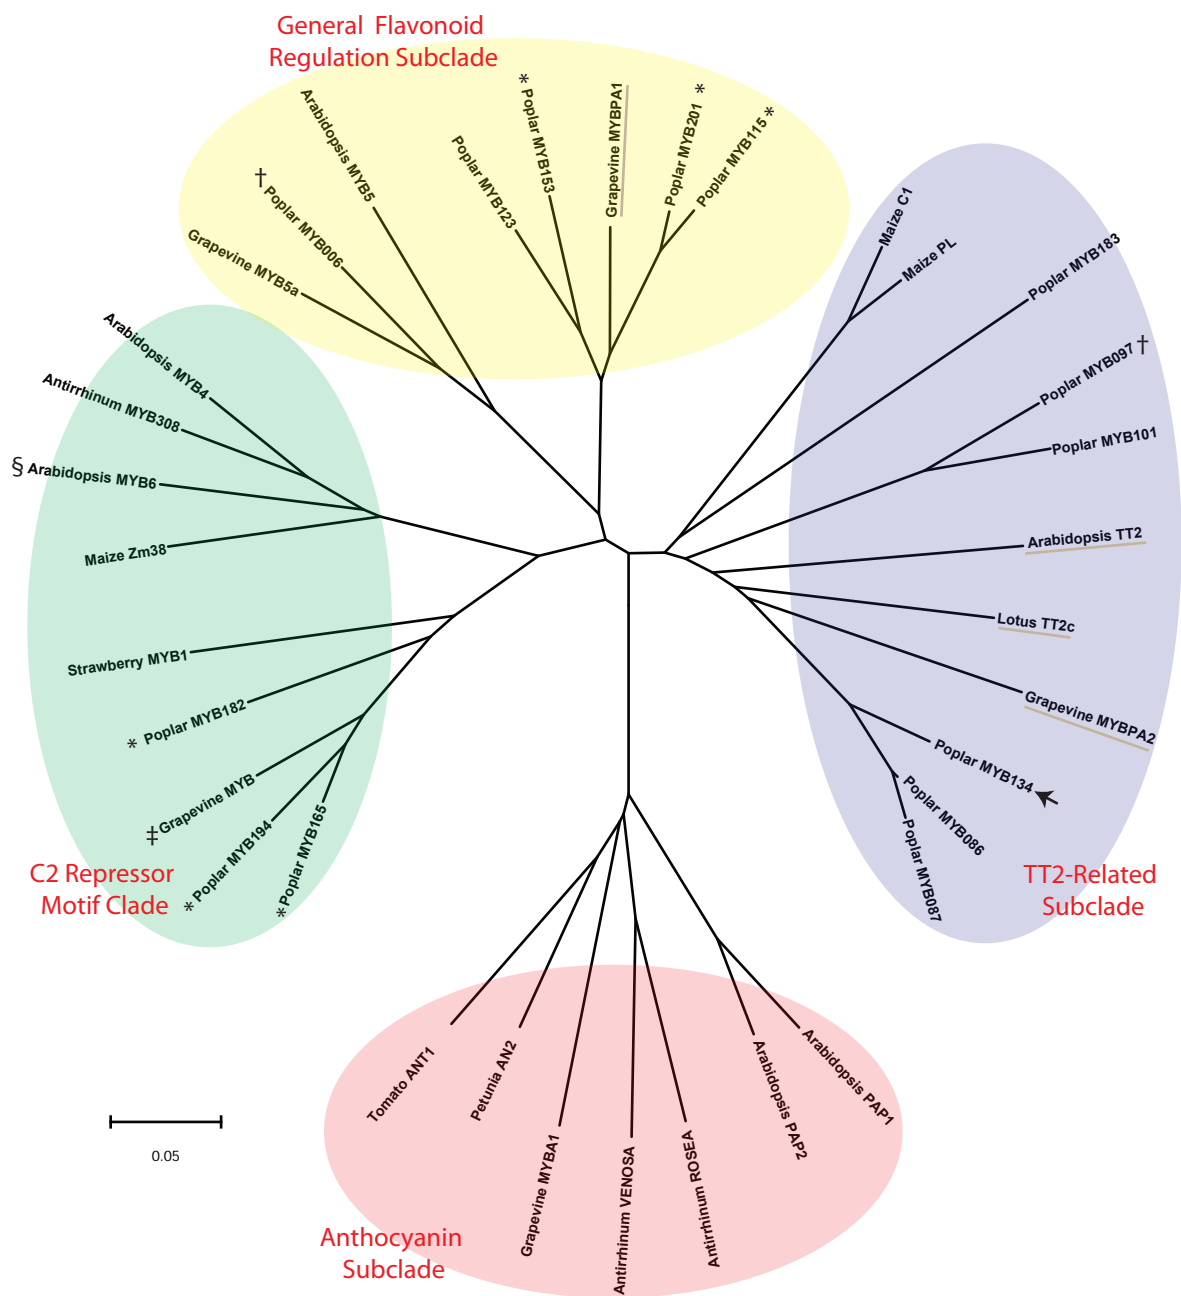 General Flavonoid
Regulation Subclade
Grapevine MYB5a
† Poplar MYB006
Arabidopsis MYB5
Poplar MYB123
* Poplar MYB153
Grapevine MYBPA1
Poplar MYB201 *
Poplar MYB115 *
Maize C1
Maize PL
Poplar MYB183
Poplar MYB097 †
Poplar MYB101
Arabidopsis TT2
Lotus TT2c
Grapevine MYBPA2
Poplar MYB134
Poplar MYB086
Poplar MYB087
TT2-Related
Subclade
Arabidopsis MYB4
Antirrhinum MYB308
§ Arabidopsis MYB6
Maize Zm38
Strawberry MYB1
* Poplar MYB182
‡ Grapevine MYB
* Poplar MYB194
* Poplar MYB165
C2 Repressor
Motif Clade
Tomato ANT1
Petunia AN2
Grapevine MYBA1
Antirrhinum VENOSA
Antirrhinum ROSEA
Arabidopsis PAP2
Arabidopsis PAP1
Anthocyanin
Subclade
0.05